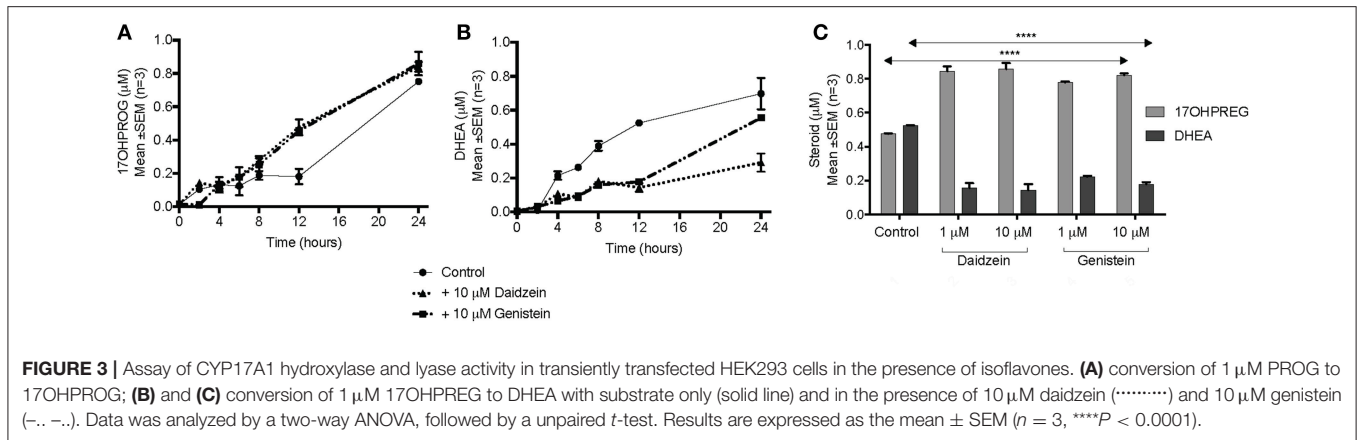 A
17OHPROG (µM)
Mean ±SEM (n=3)
1.0
0.8
0.6
0.4
0.2
0.0
0 4 8 12 16 20 24
Time (hours)
B
DHEA (µM)
Mean ±SEM (n=3)
1.0
0.8
0.6
0.4
0.2
0.0
0 4 8 12 16 20 24
Time (hours)
Control
+ 10 µM Daidzein
+ 10 µM Genistein
C
Steroid (µM)
Mean ±SEM (n=3)
1.0
0.8
0.6
0.4
0.2
0.0
****
****
17OHPREG
DHEA
Control 1 µM 10 µM 1 µM 10 µM
Daidzein Genistein
FIGURE 3 | Assay of CYP17A1 hydroxylase and lyase activity in transiently transfected HEK293 cells in the presence of isoflavones. (A) conversion of 1 µM PROG to
17OHPROG; (B) and (C) conversion of 1 µM 17OHPREG to DHEA with substrate only (solid line) and in the presence of 10 µM daidzein (··········) and 10 µM genistein
(–.. –..). Data was analyzed by a two-way ANOVA, followed by a unpaired t-test. Results are expressed as the mean ± SEM (n = 3, ****P < 0.0001).